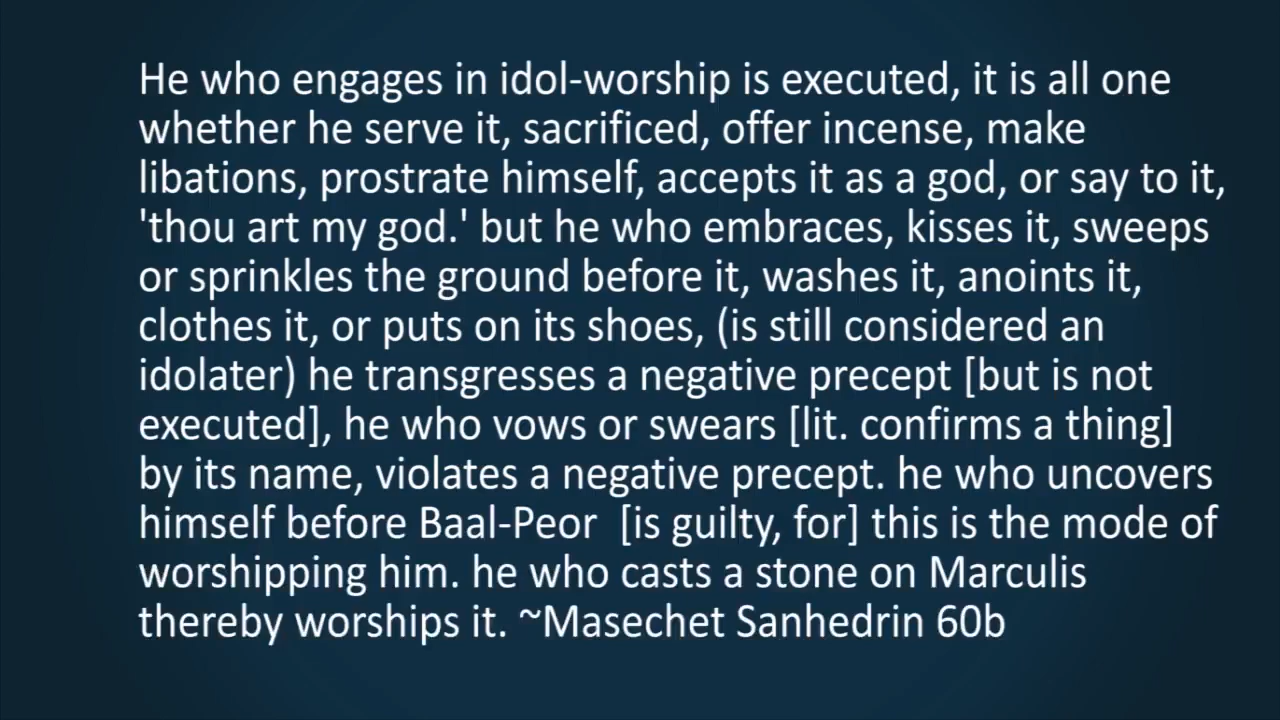 He who engages in idol-worship is executed, it is all one
whether he serve it, sacrificed, offer incense, make
libations, prostrate himself, accepts it as a god, or say to it,
'thou art my god.' but he who embraces, kisses it, sweeps
or sprinkles the ground before it, washes it, anoints it,
clothes it, or puts on its shoes, (is still considered an
idolater) he transgresses a negative precept [but is not
executed], he who vows or swears [lit. confirms a thing]
by its name, violates a negative precept. he who uncovers
himself before Baal-Peor  [is guilty, for] this is the mode of
worshipping him. he who casts a stone on Marculis
thereby worships it. ~Masechet Sanhedrin 60b